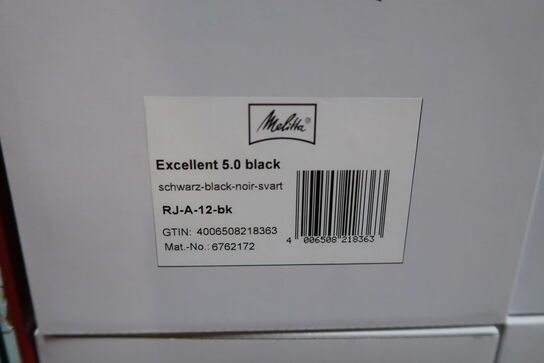 Melitta®
Excellent 5.0 black
schwarz-black-noir-svart
RJ-A-12-bk
GTIN: 4006508218363
Mat.-No.: 6762172
4 006508 218363